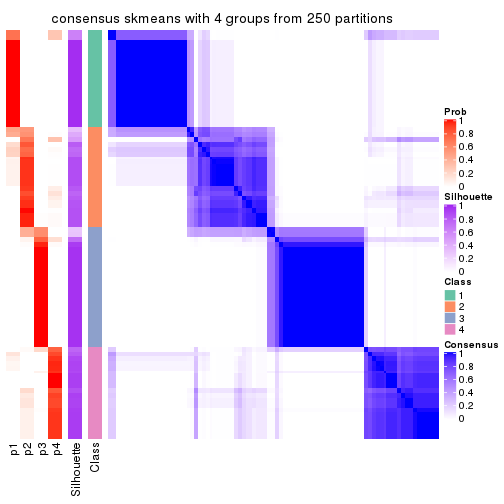 consensus skmeans with 4 groups from 250 partitions
Prob
1
0.8
0.6
0.4
0.2
0
Silhouette
1
0.8
0.6
0.4
0.2
0
Class
1
2
3
4
Consensus
1
0.8
0.6
0.4
0.2
0
p1
p2
p3
p4
Silhouette
Class